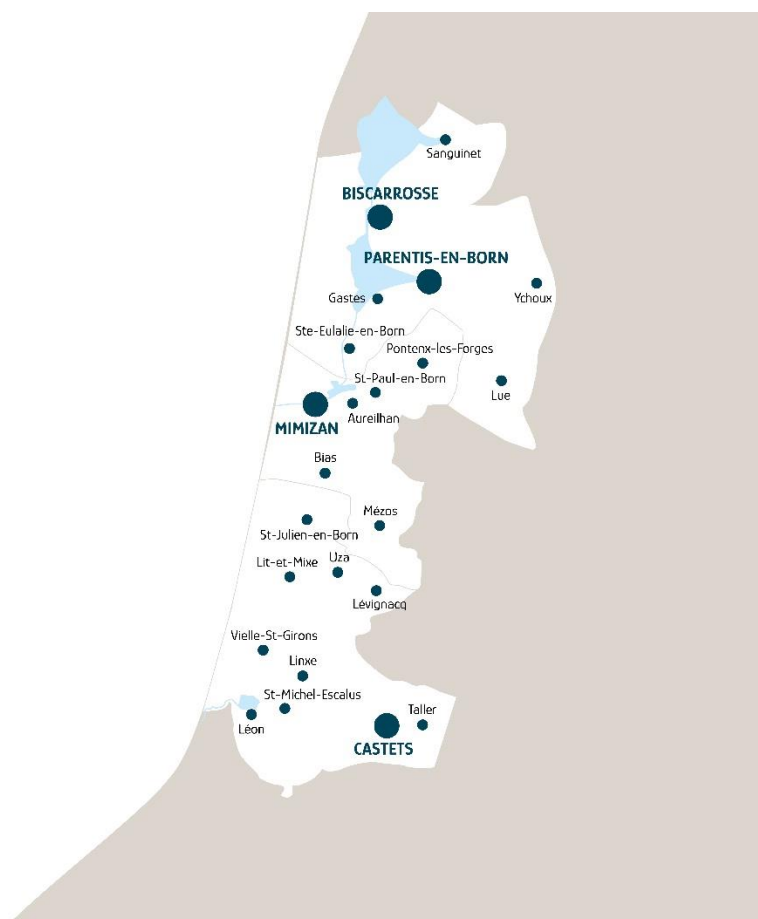 Sanguinet
BISCARROSSE
PARENTIS-EN-BORN
Gastes
Ychoux
Ste-Eulalie-en-Born
Pontenx-les-Forges
St-Paul-en-Born
Lue
Aureilhan
MIMIZAN
Bias
Mézos
St-Julien-en-Born
Uza
Lit-et-Mixe
Lévignacq
Vielle-St-Girons
Linxe
St-Michel-Escalus
Taller
Léon
CASTETS